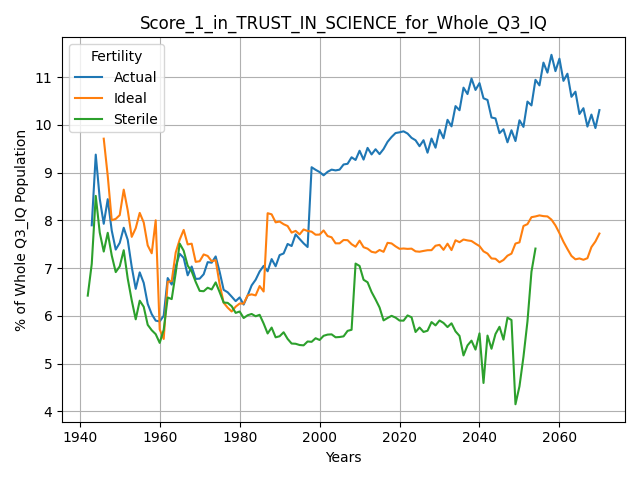 Score_1_in_TRUST_IN_SCIENCE_for_Whole_Q3_IQ
Fertility
Actual
Ideal
Sterile
% of Whole Q3_IQ Population
11
10
9
8
7
6
5
4
1940
1960
1980
2000
2020
2040
2060
Years